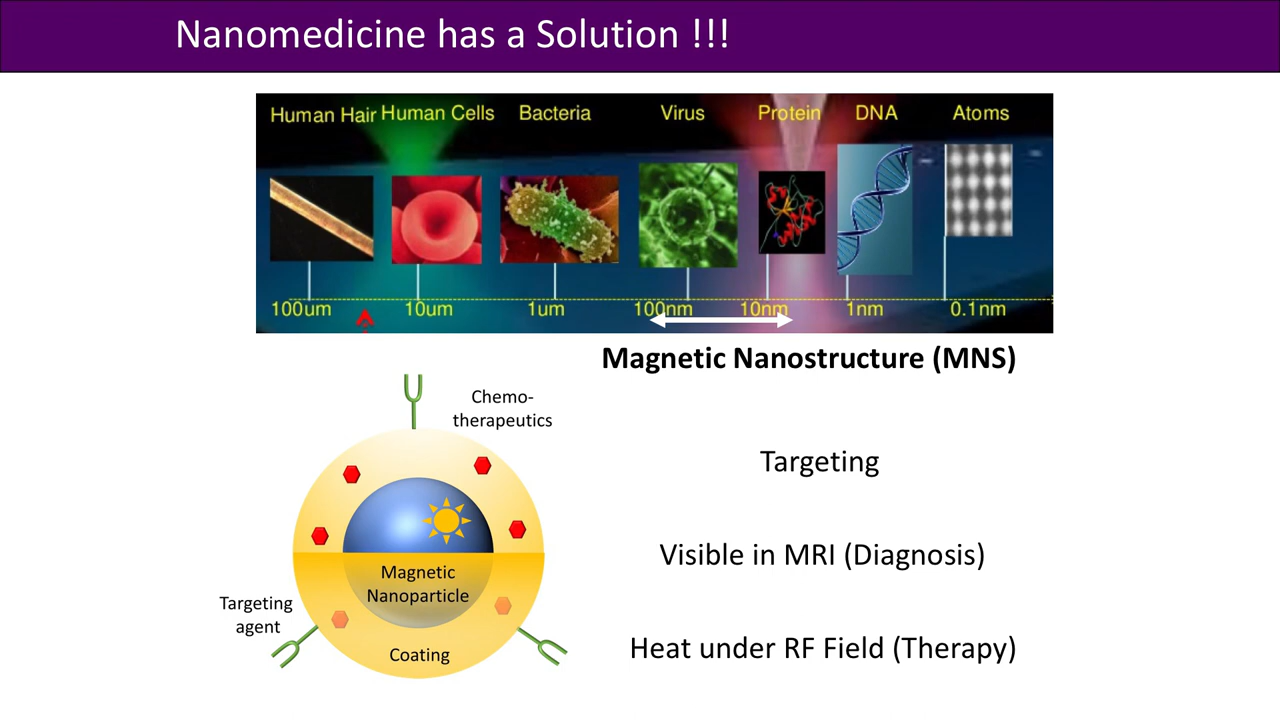 Nanomedicine has a Solution !!!
Human Hair Human Cells Bacteria Virus Protein DNA Atoms
100um 10um 1um 100nm 10nm 1nm 0.1nm
Magnetic Nanostructure (MNS)
Chemo-
therapeutics
Targeting
Visible in MRI (Diagnosis)
Magnetic
Nanoparticle
Targeting
agent
Coating
Heat under RF Field (Therapy)